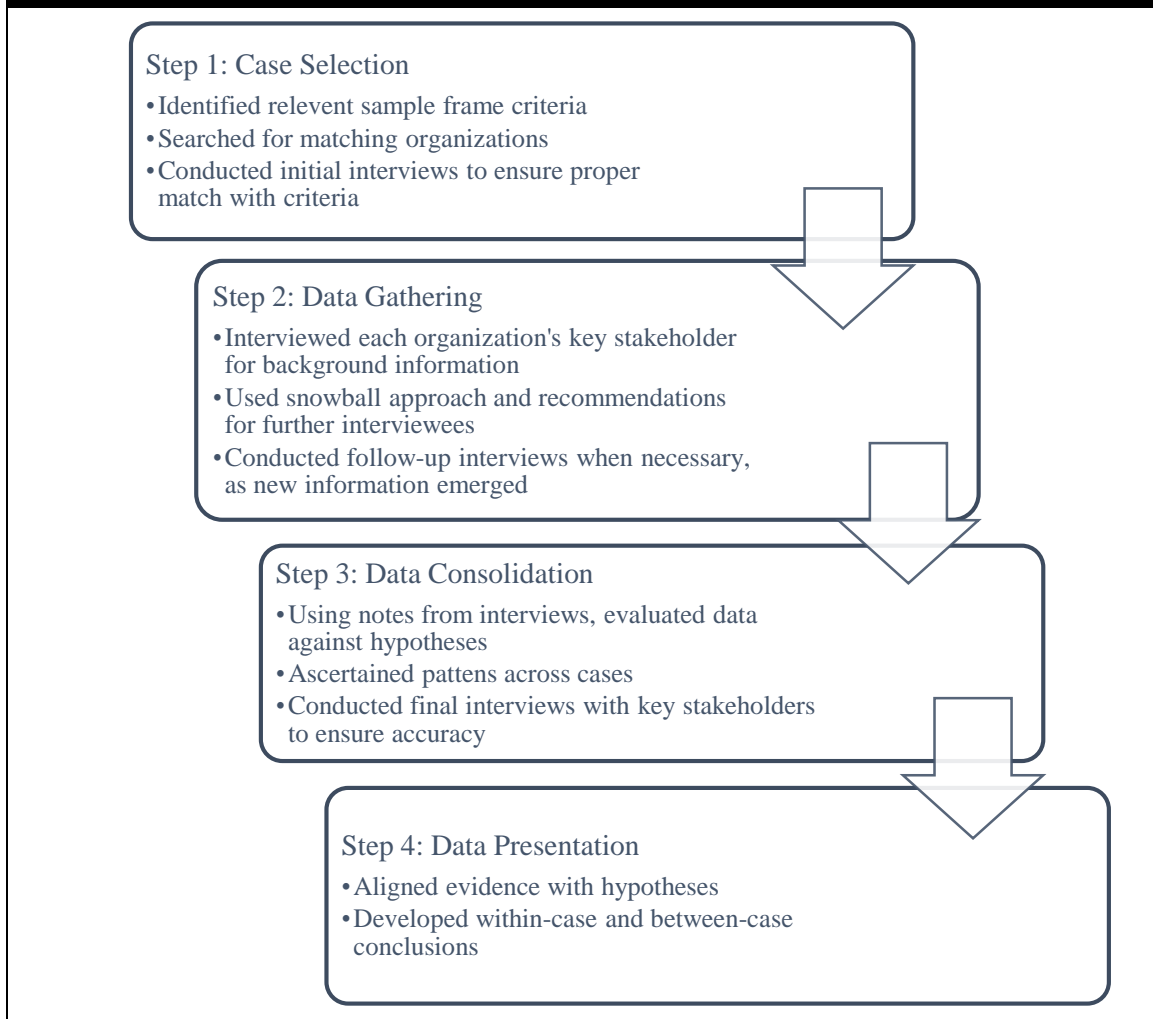 Step 1: Case Selection
•Identified relevent sample frame criteria
•Searched for matching organizations
•Conducted initial interviews to ensure proper
match with criteria
Step 2: Data Gathering
•Interviewed each organization's key stakeholder
for background information
•Used snowball approach and recommendations
for further interviewees
•Conducted follow-up interviews when necessary,
as new information emerged
Step 3: Data Consolidation
•Using notes from interviews, evaluated data
against hypotheses
•Ascertained pattens across cases
•Conducted final interviews with key stakeholders
to ensure accuracy
Step 4: Data Presentation
•Aligned evidence with hypotheses
•Developed within-case and between-case
conclusions